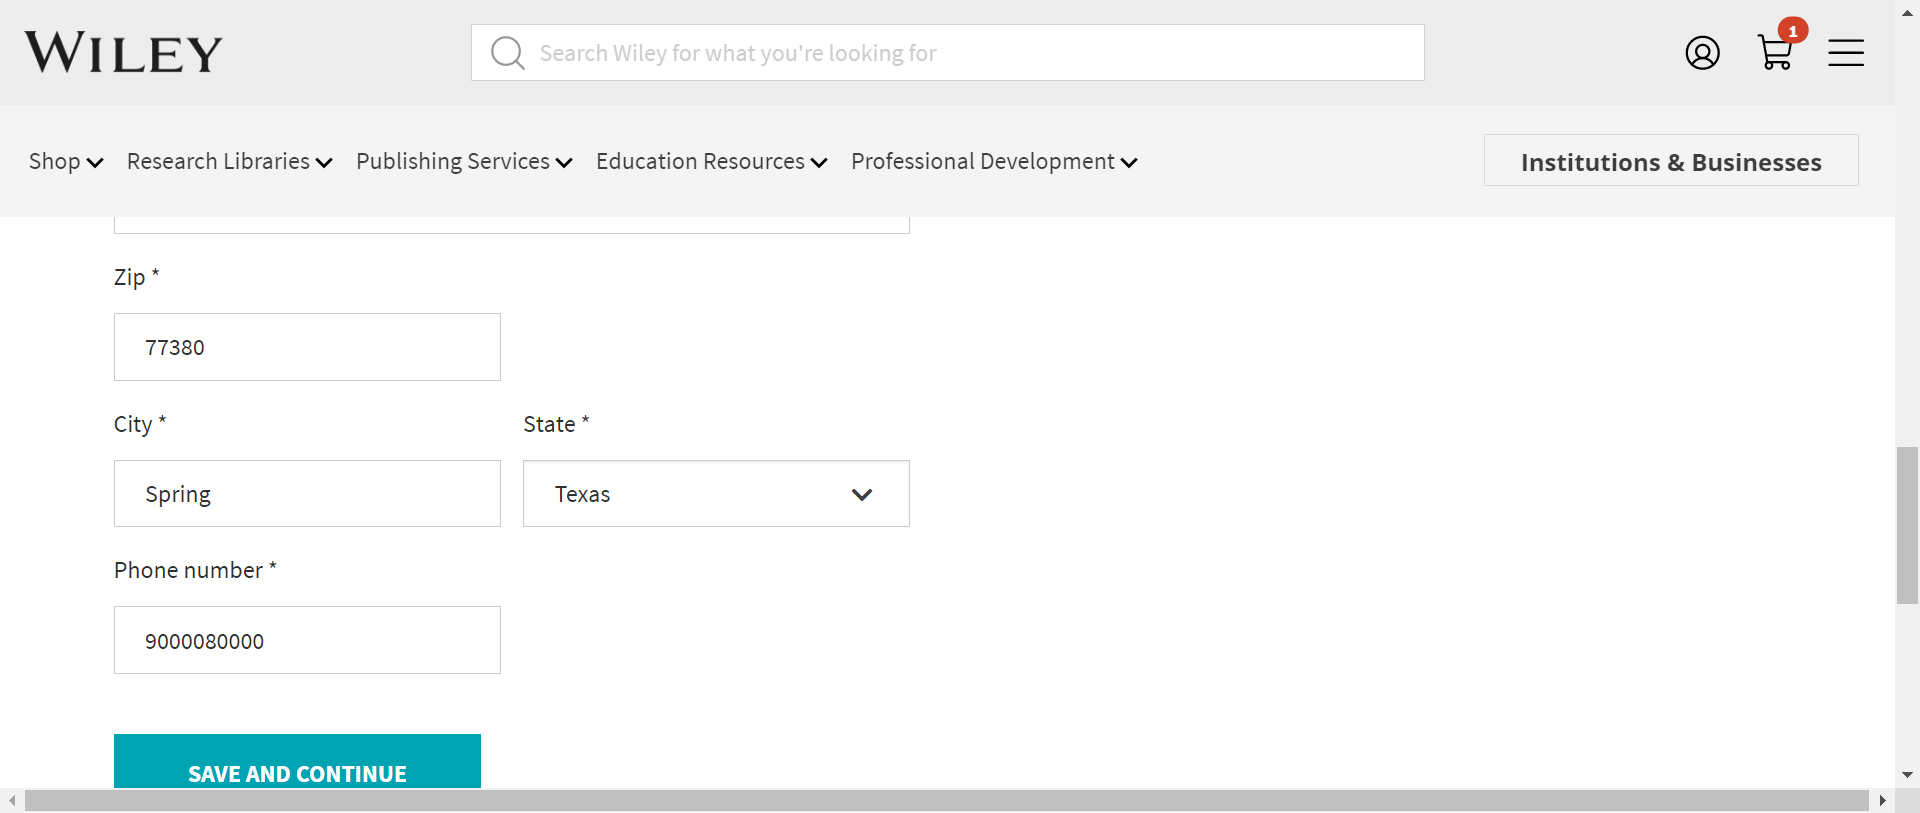 WILEY
Search Wiley for what you're looking for
1
Shop Research Libraries Publishing Services Education Resources Professional Development
Institutions & Businesses
Zip *
77380
City * State *
Spring Texas
Phone number *
9000080000
SAVE AND CONTINUE